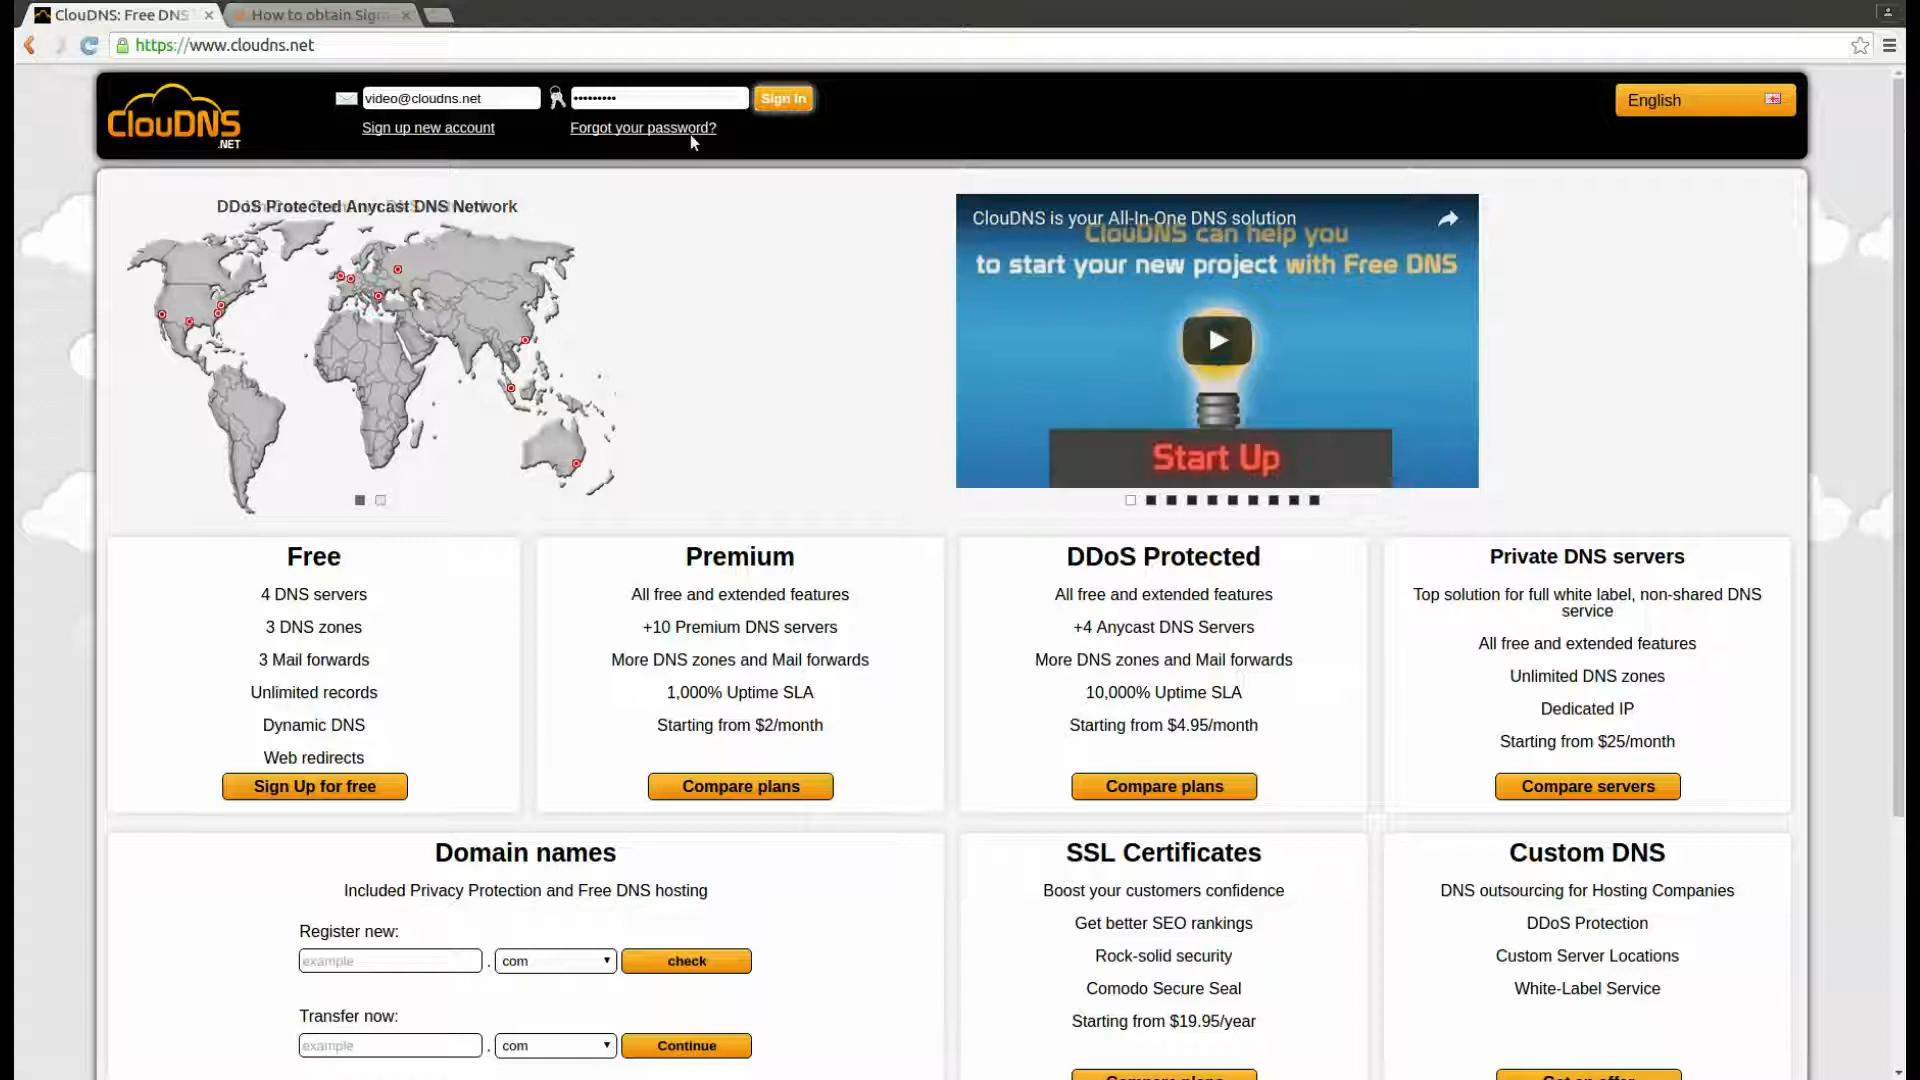 ClouDNS: Free DNS
How to obtain Sign
https://www.cloudns.net
ClouDNS
.NET
video@cloudns.net
•••••••••
Sign in
Sign up new account
Forgot your password?
English
DDoS Protected Anycast DNS Network
ClouDNS is your All-In-One DNS solution
ClouDNS can help you
to start your new project with Free DNS
Start Up
Free
4 DNS servers
3 DNS zones
3 Mail forwards
Unlimited records
Dynamic DNS
Web redirects
Sign Up for free
Premium
All free and extended features
+10 Premium DNS servers
More DNS zones and Mail forwards
1,000% Uptime SLA
Starting from $2/month
Compare plans
DDoS Protected
All free and extended features
+4 Anycast DNS Servers
More DNS zones and Mail forwards
10,000% Uptime SLA
Starting from $4.95/month
Compare plans
Private DNS servers
Top solution for full white label, non-shared DNS
service
All free and extended features
Unlimited DNS zones
Dedicated IP
Starting from $25/month
Compare servers
Domain names
Included Privacy Protection and Free DNS hosting
Register new:
example . com check
Transfer now:
example . com Continue
SSL Certificates
Boost your customers confidence
Get better SEO rankings
Rock-solid security
Comodo Secure Seal
Starting from $19.95/year
Compare plans
Custom DNS
DNS outsourcing for Hosting Companies
DDoS Protection
Custom Server Locations
White-Label Service
Get an offer